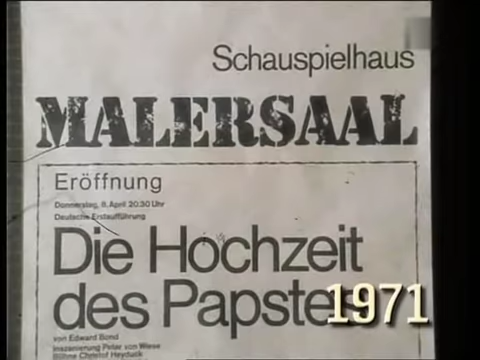 Schauspielhaus
MALERSAAL
Eröffnung
Donnerstag, 8. April 20:30 Uhr
Deutsche Erstaufführung
Die Hochzeit
des Papste
1971
von Edward Bond
Inszenierung Peter von Wiese
Bühne Christof Heyduck